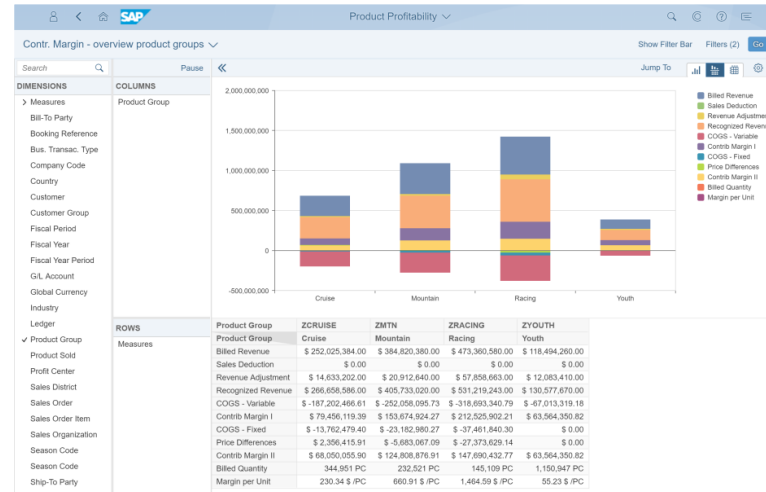 SAP
Product Profitability
Contr. Margin - overview product groups
Show Filter Bar
Filters (2)
Go
Search
Pause
Jump To
DIMENSIONS
Measures
Bill-To Party
Booking Reference
Bus. Transac. Type
Company Code
Country
Customer
Customer Group
Fiscal Period
Fiscal Year
Fiscal Year Period
G/L Account
Global Currency
Industry
Ledger
Product Group
Product Sold
Profit Center
Sales District
Sales Order
Sales Order Item
Sales Organization
Season Code
Season Code
Ship-To Party
COLUMNS
Product Group
ROWS
Measures
2.000.000.000
1.500.000.000
1.000.000.000
500.000.000
0
-500.000.000
Cruise Mountain Racing Youth
Billed Revenue
Sales Deduction
Revenue Adjustmen
Recognized Revenu
COGS - Variable
Contrib Margin I
COGS - Fixed
Price Differences
Contrib Margin II
Billed Quantity
Margin per Unit
Product Group ZCRUISE ZMTN ZRACING ZYOUTH
Product Group Cruise Mountain Racing Youth
Billed Revenue $ 252,025,384.00 $ 384,820,380.00 $ 473,360,580.00 $ 118,494,260.00
Sales Deduction $ 0.00 $ 0.00 $ 0.00 $ 0.00
Revenue Adjustment $ 14,633,202.00 $ 20,912,640.00 $ 57,858,663.00 $ 12,083,410.00
Recognized Revenue $ 266,658,586.00 $ 405,733,020.00 $ 531,219,243.00 $ 130,577,670.00
COGS - Variable $ -187,202,466.61 $ -252,058,095.73 $ -318,693,340.79 $ -67,013,319.18
Contrib Margin I $ 79,456,119.39 $ 153,674,924.27 $ 212,525,902.21 $ 63,564,350.82
COGS - Fixed $ -13,762,479.40 $ -23,182,980.27 $ -37,461,840.30 $ 0.00
Price Differences $ 2,356,415.91 $ -5,683,067.09 $ -27,373,629.14 $ 0.00
Contrib Margin II $ 68,050,055.90 $ 124,808,876.91 $ 147,690,432.77 $ 63,564,350.82
Billed Quantity 344,951 PC 232,521 PC 145,109 PC 1,150,947 PC
Margin per Unit 230.34 $ /PC 660.91 $ /PC 1,464.59 $ /PC 55.23 $ /PC